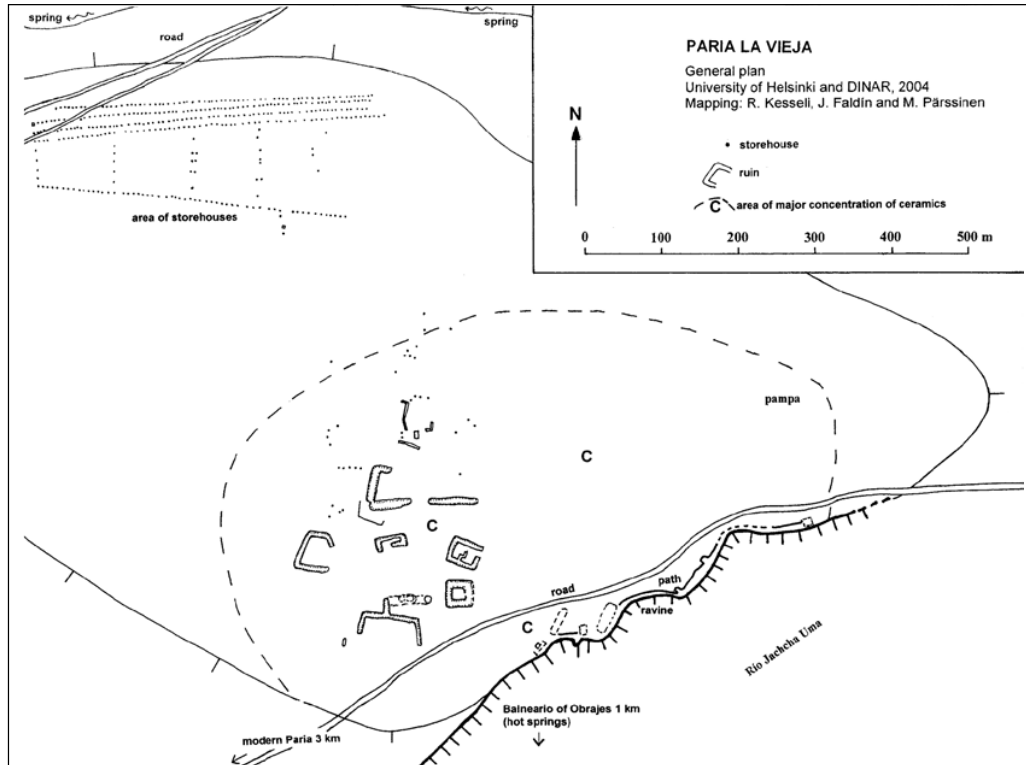 spring
spring
road
PARIA LA VIEJA
General plan
University of Helsinki and DINAR, 2004
Mapping: R. Kesseli, J. Faldín and M. Pärssinen
N
storehouse
ruin
C area of major concentration of ceramics
0 100 200 300 400 500 m
area of storehouses
pampa
C
C
road
path
ravine
C
Río Jachcha Uma
Balneario of Obrajes 1 km
(hot springs)
modern Paria 3 km